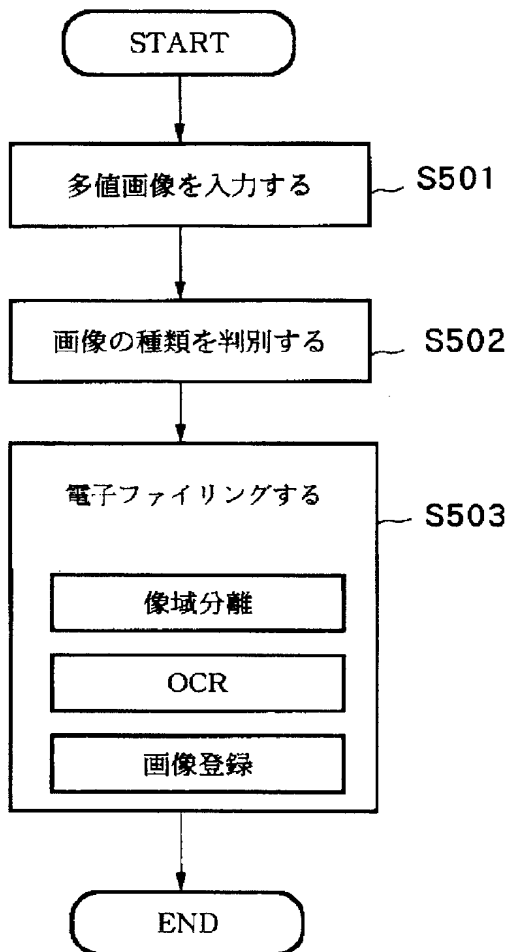 START
多値画像を入力する
S501
画像の種類を判別する
S502
電子ファイリングする
S503
像域分離
OCR
画像登録
END